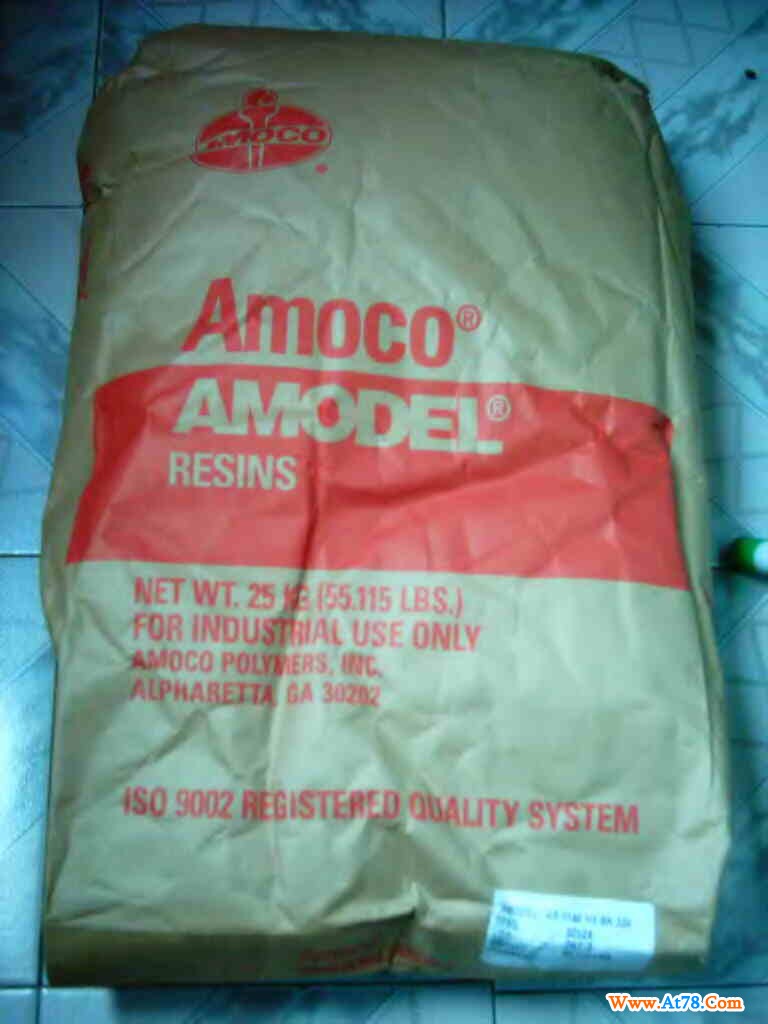 AMOCO
®
Amoco®
AMODEL®
RESINS
NET WT. 25 KG (55.115 LBS.)
FOR INDUSTRIAL USE ONLY
AMOCO POLYMERS, INC.
ALPHARETTA, GA 30202
ISO 9002 REGISTERED QUALITY SYSTEM
Www.At78.Com